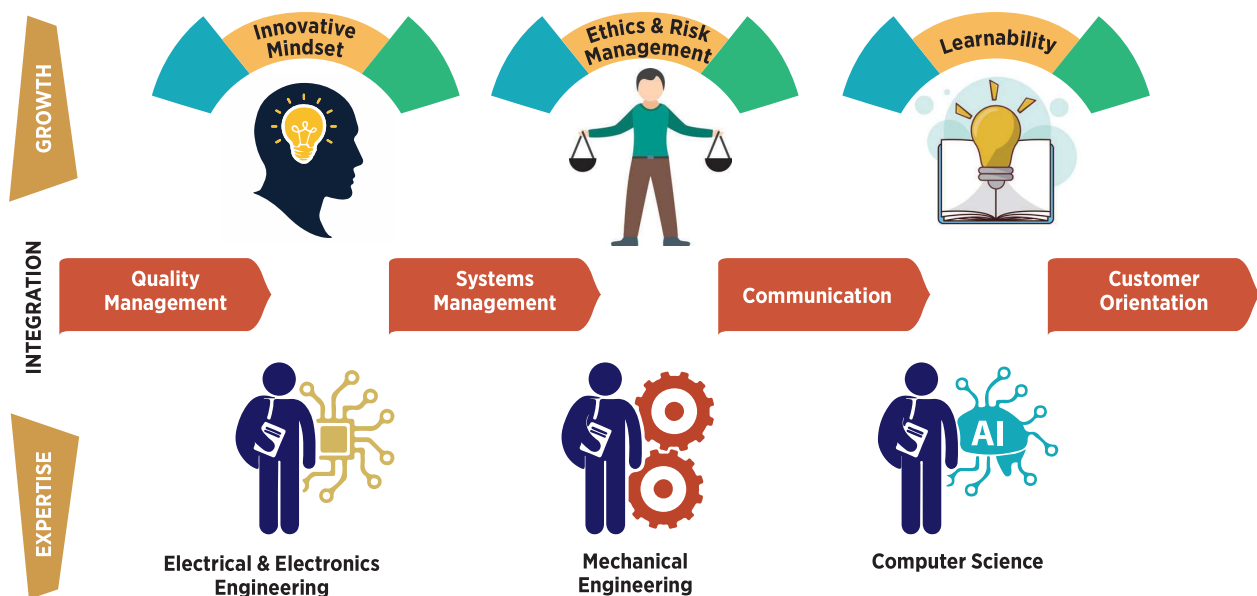 GROWTH
Innovative
Mindset
Ethics & Risk
Management
Learnability
INTEGRATION
Quality
Management
Systems
Management
Communication
Customer
Orientation
EXPERTISE
AI
Electrical & Electronics
Engineering
Mechanical
Engineering
Computer Science